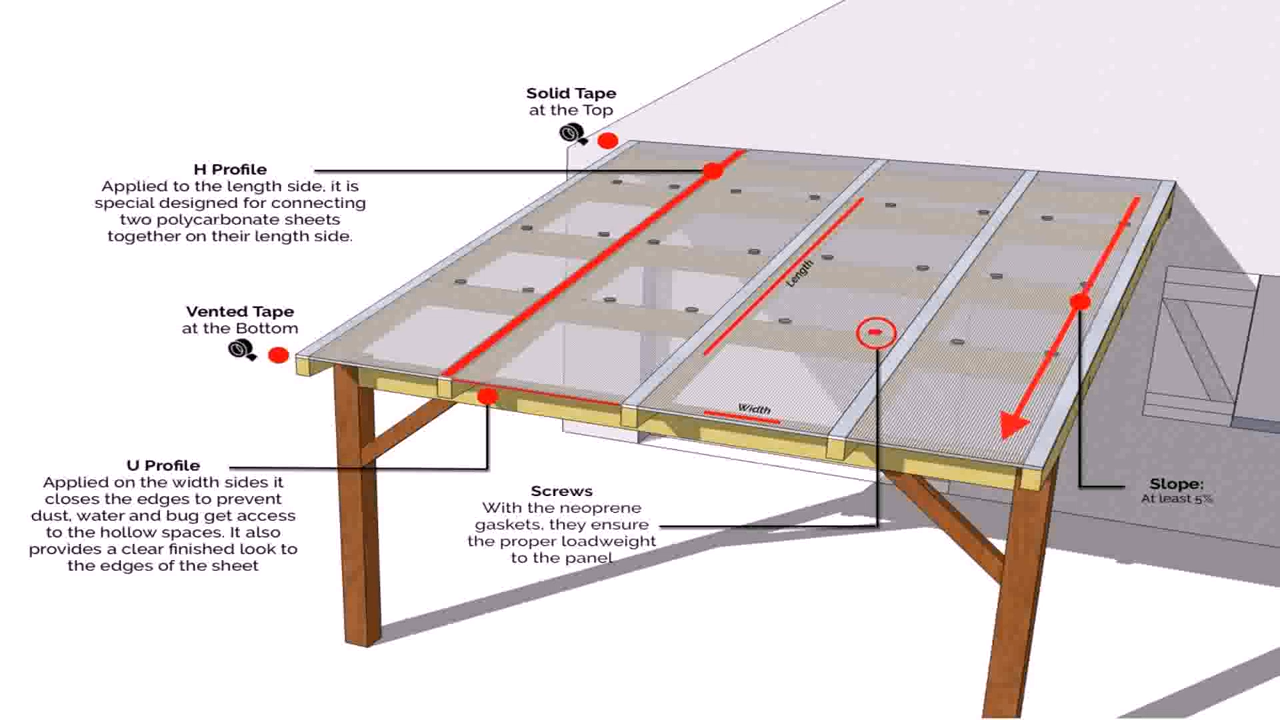 Solid Tape
at the Top
H Profile
Applied to the length side, it is
special designed for connecting
two polycarbonate sheets
together on their length side.
Length
Vented Tape
at the Bottom
Width
U Profile
Applied on the width sides it
closes the edges to prevent
dust, water and bug get access
to the hollow spaces. It also
provides a clear finished look to
the edges of the sheet
Screws
With the neoprene
gaskets, they ensure
the proper loadweight
to the panel.
Slope:
At least 5%